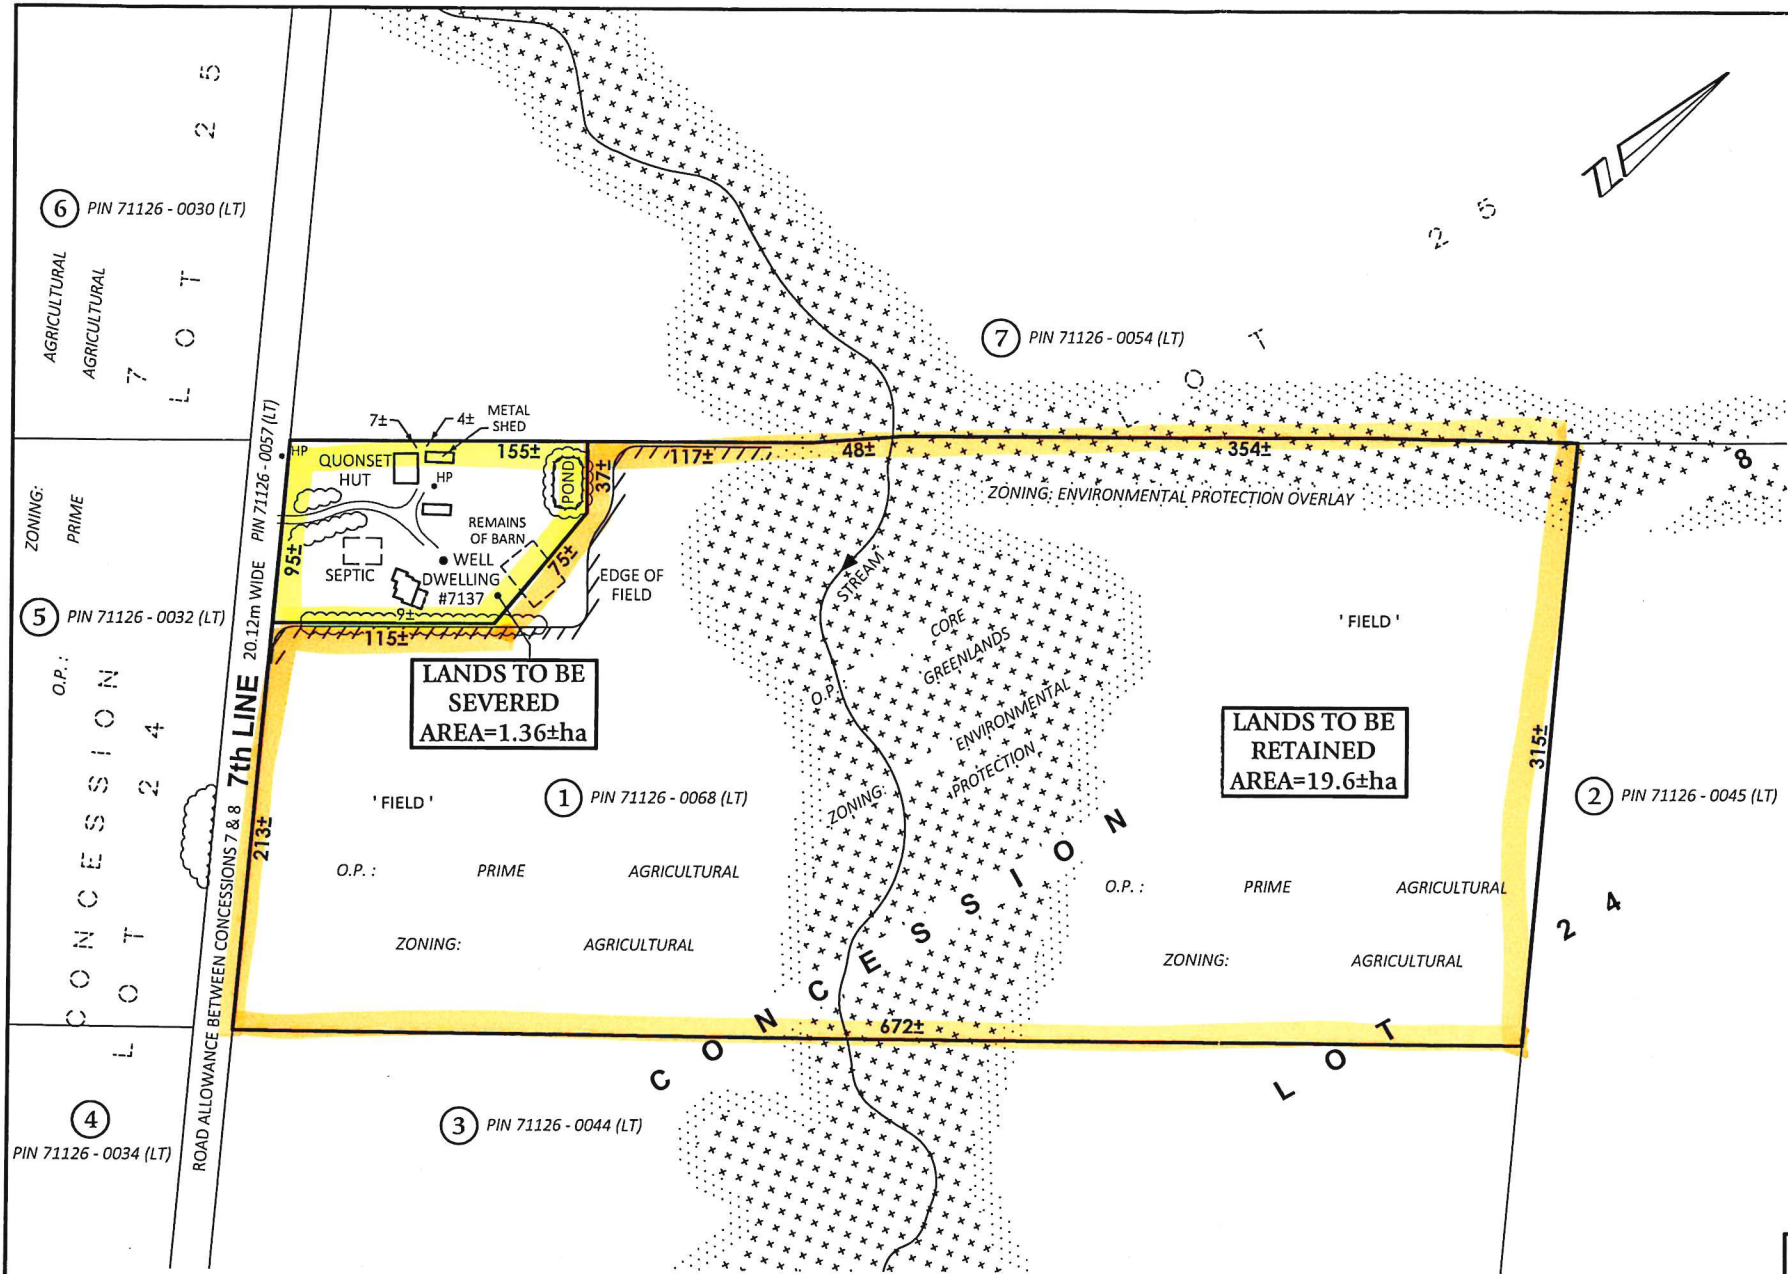 LOT 25
6 PIN 71126 - 0030 (LT)
AGRICULTURAL
AGRICULTURAL
7
ZONING: PRIME
5 PIN 71126 - 0032 (LT)
O.P.:
CONCESSION
LOT 24
4
PIN 71126 - 0034 (LT)
ROAD ALLOWANCE BETWEEN CONCESSIONS 7 & 8
7th LINE
20.12m WIDE
PIN 71126 - 0057 (LT)
HP
7±
4±
METAL
SHED
155±
QUONSET
HUT
HP
POND
37±
REMAINS
OF BARN
95±
SEPTIC
WELL
DWELLING
#7137
75±
EDGE OF
FIELD
9±
115±
LANDS TO BE
SEVERED
AREA=1.36±ha
213±
'FIELD'
1 PIN 71126 - 0068 (LT)
O.P. : PRIME AGRICULTURAL
ZONING: AGRICULTURAL
117±
48±
354±
7 PIN 71126 - 0054 (LT)
LOT 25
8
ZONING: ENVIRONMENTAL PROTECTION OVERLAY
STREAM
O.P.: CORE
GREENLANDS
ZONING: ENVIRONMENTAL
PROTECTION
'FIELD'
LANDS TO BE
RETAINED
AREA=19.6±ha
315±
2 PIN 71126 - 0045 (LT)
O.P. : PRIME AGRICULTURAL
ZONING: AGRICULTURAL
CONCESSION
LOT 24
672±
3 PIN 71126 - 0044 (LT)